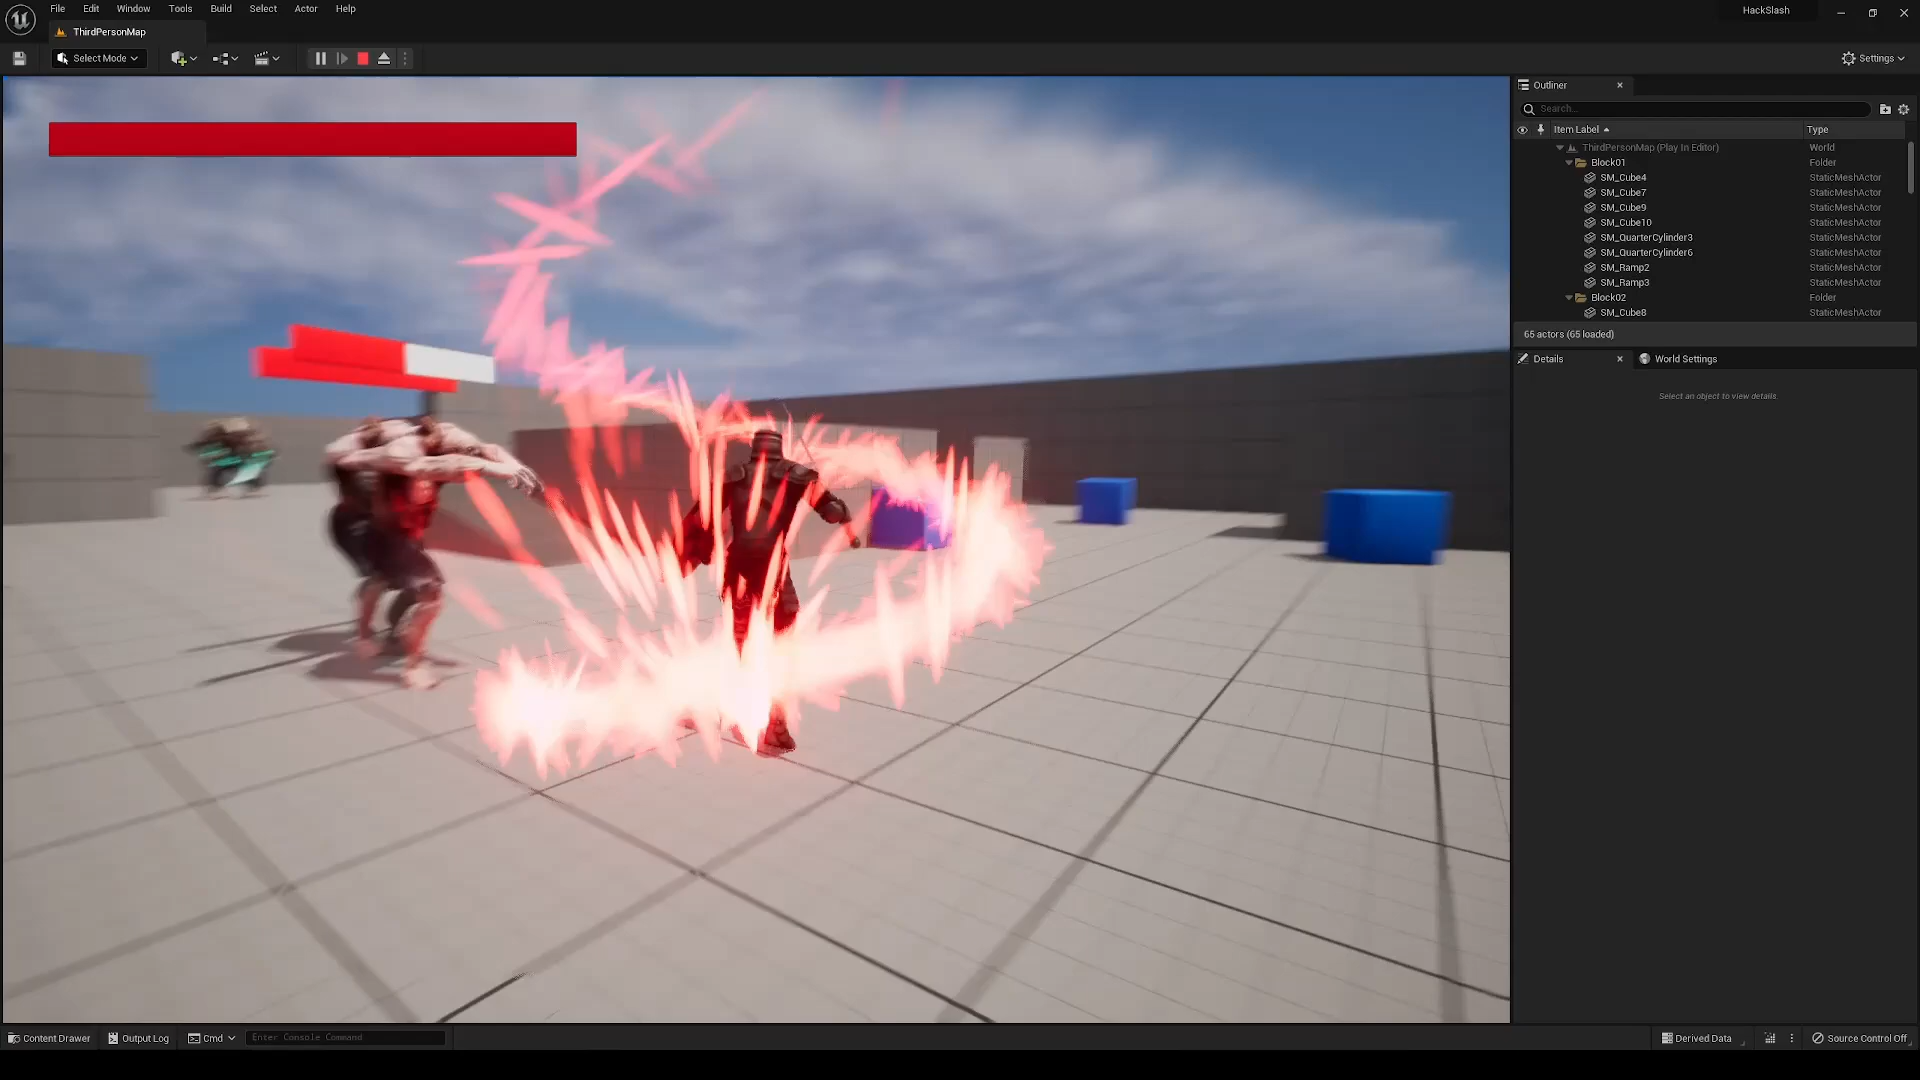 File Edit Window Tools Build Select Actor Help
HackSlash
ThirdPersonMap
Select Mode
Settings
Outliner
Search...
Item Label Type
ThirdPersonMap (Play In Editor) World
Block01 Folder
SM_Cube4 StaticMeshActor
SM_Cube7 StaticMeshActor
SM_Cube9 StaticMeshActor
SM_Cube10 StaticMeshActor
SM_QuarterCylinder3 StaticMeshActor
SM_QuarterCylinder6 StaticMeshActor
SM_Ramp2 StaticMeshActor
SM_Ramp3 StaticMeshActor
Block02 Folder
SM_Cube8 StaticMeshActor
65 actors (65 loaded)
Details World Settings
Select an object to view details.
Content Drawer Output Log Cmd Enter Console Command Derived Data Source Control Off